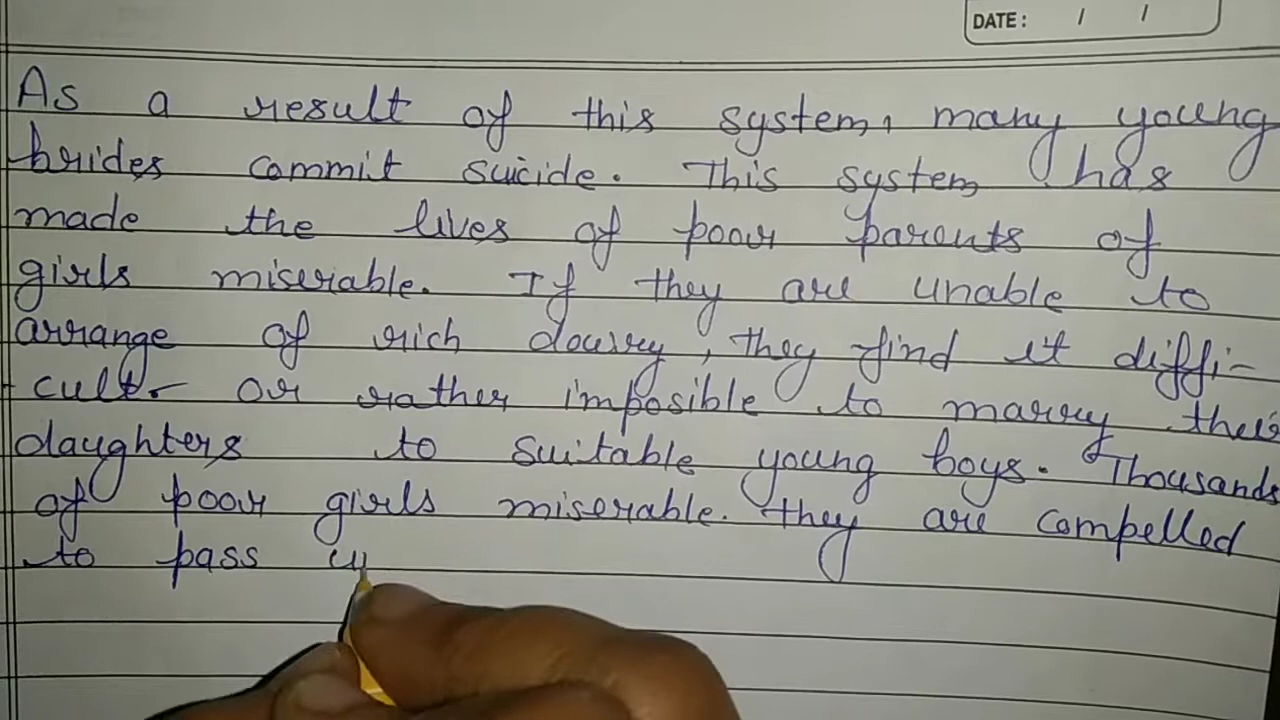 DATE: / /
As a result of this system, many young
brides commit suicide. This system has
made the lives of poor parents of
girls miserable. If they are unable to
arrange of rich dowry, they find it diffi-
cult or rather imposible to marry their
daughters to suitable young boys. Thousands
of poor girls miserable. they are compelled
to pass